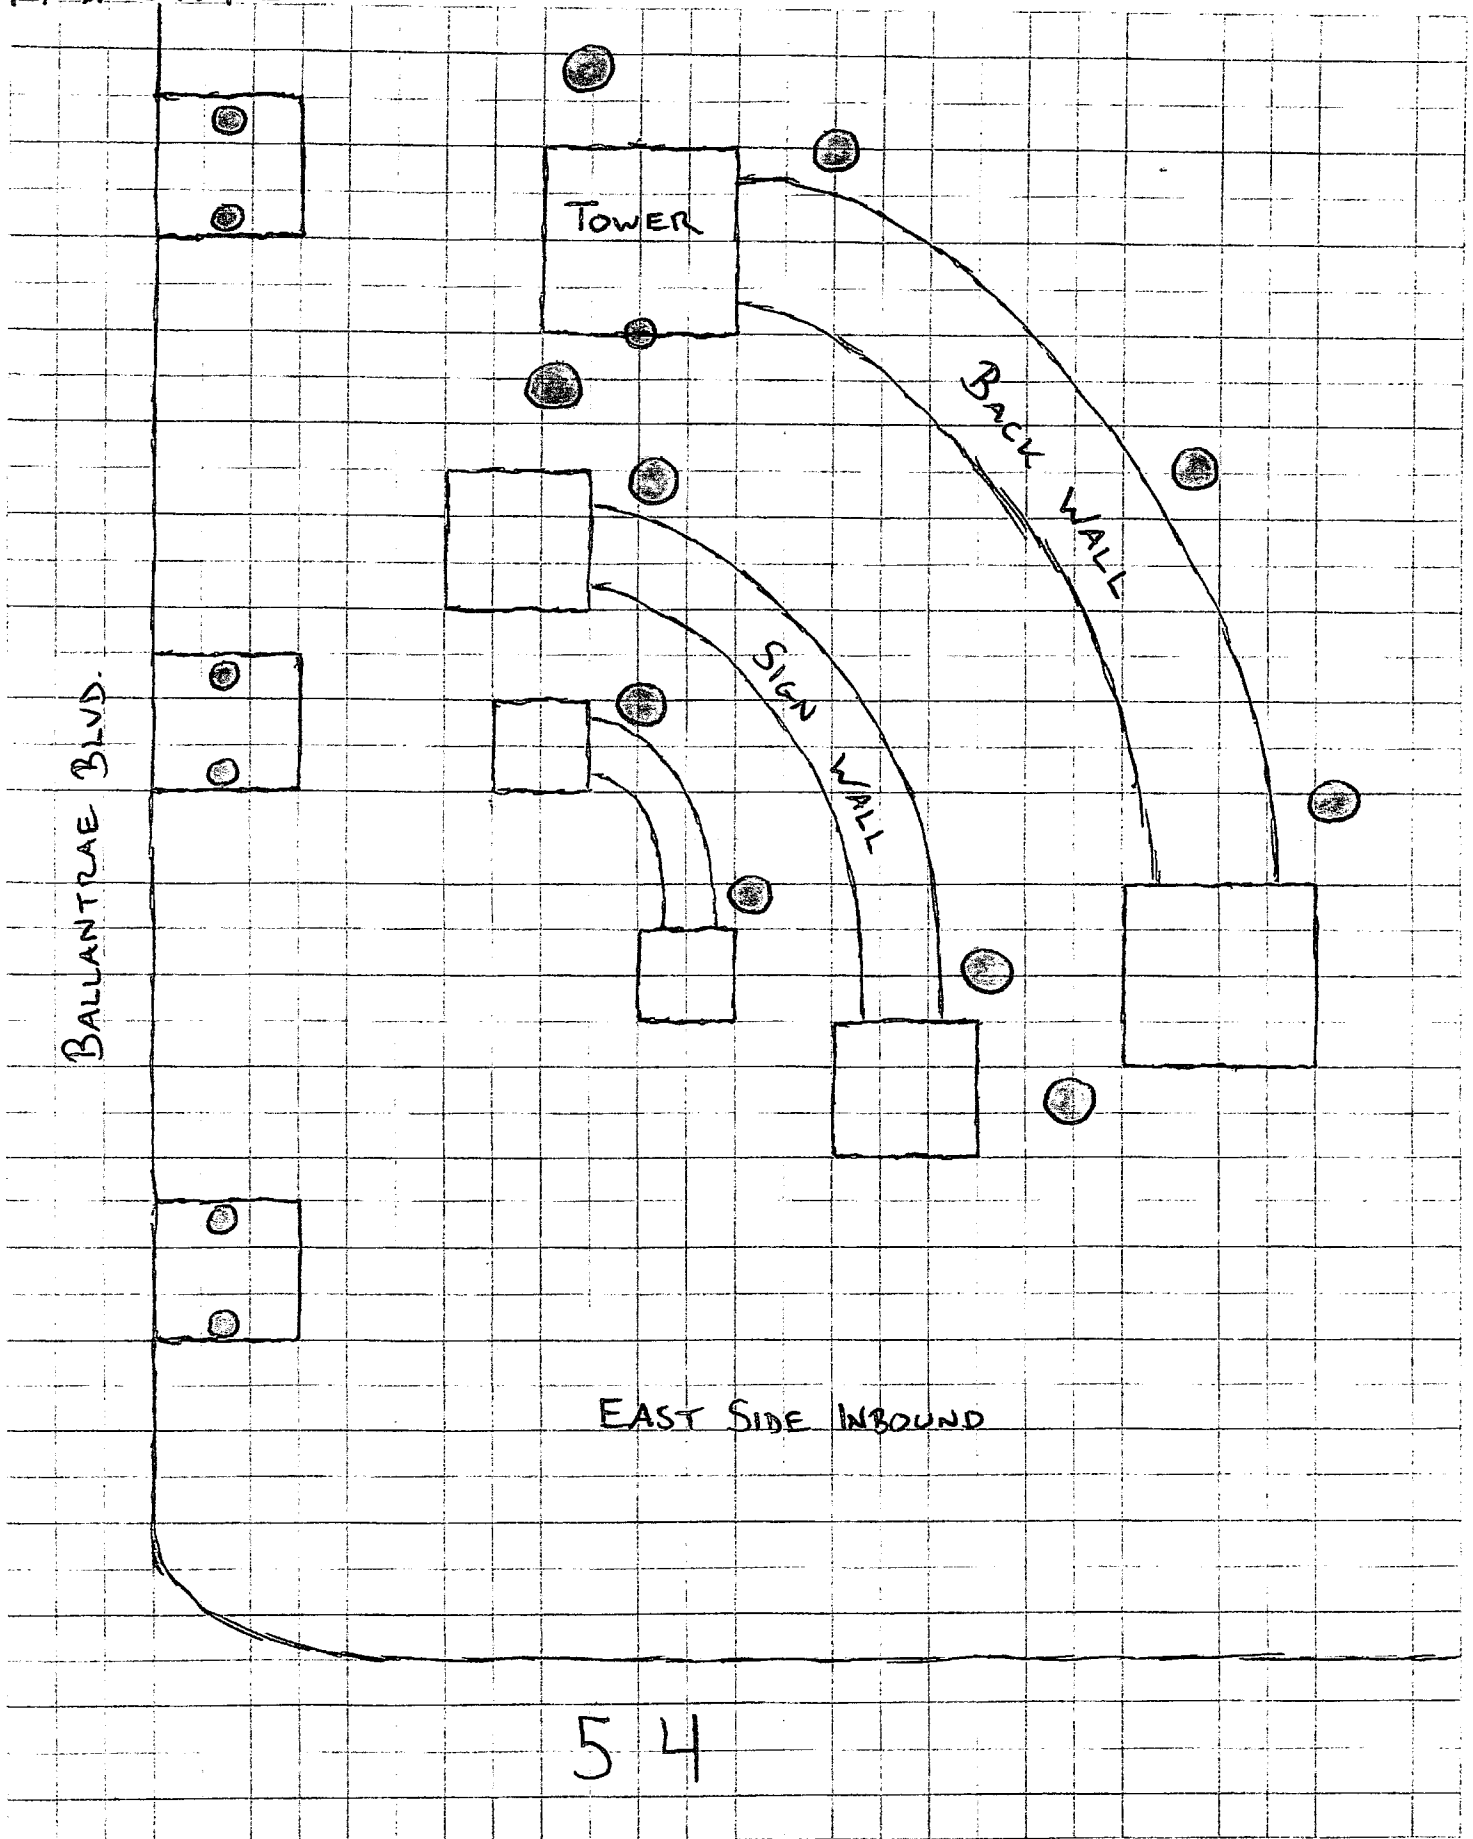 TOWER
BACK WALL
SIGN WALL
BALLANTRAE BLVD.
EAST SIDE INBOUND
54